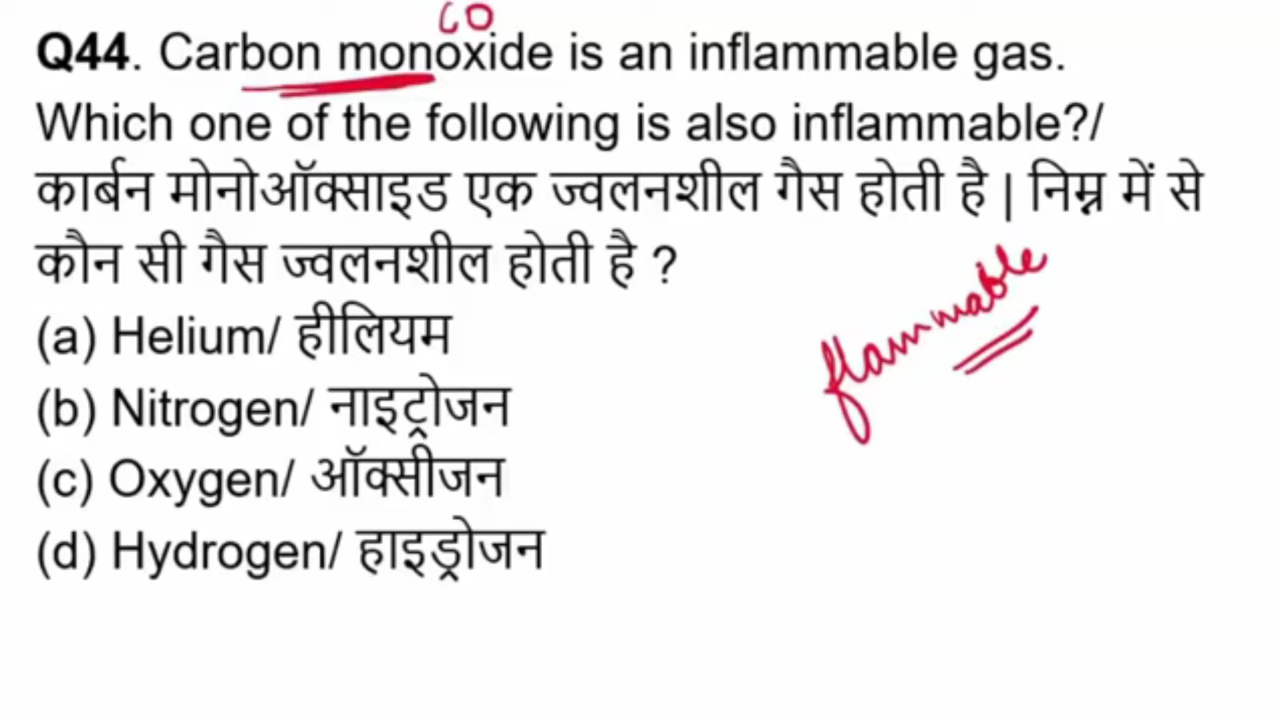 CO
Q44. Carbon monoxide is an inflammable gas.
Which one of the following is also inflammable?/
कार्बन मोनोऑक्साइड एक ज्वलनशील गैस होती है | निम्न में से
कौन सी गैस ज्वलनशील होती है ?
flammable
(a) Helium/ हीलियम
(b) Nitrogen/ नाइट्रोजन
(c) Oxygen/ ऑक्सीजन
(d) Hydrogen/ हाइड्रोजन